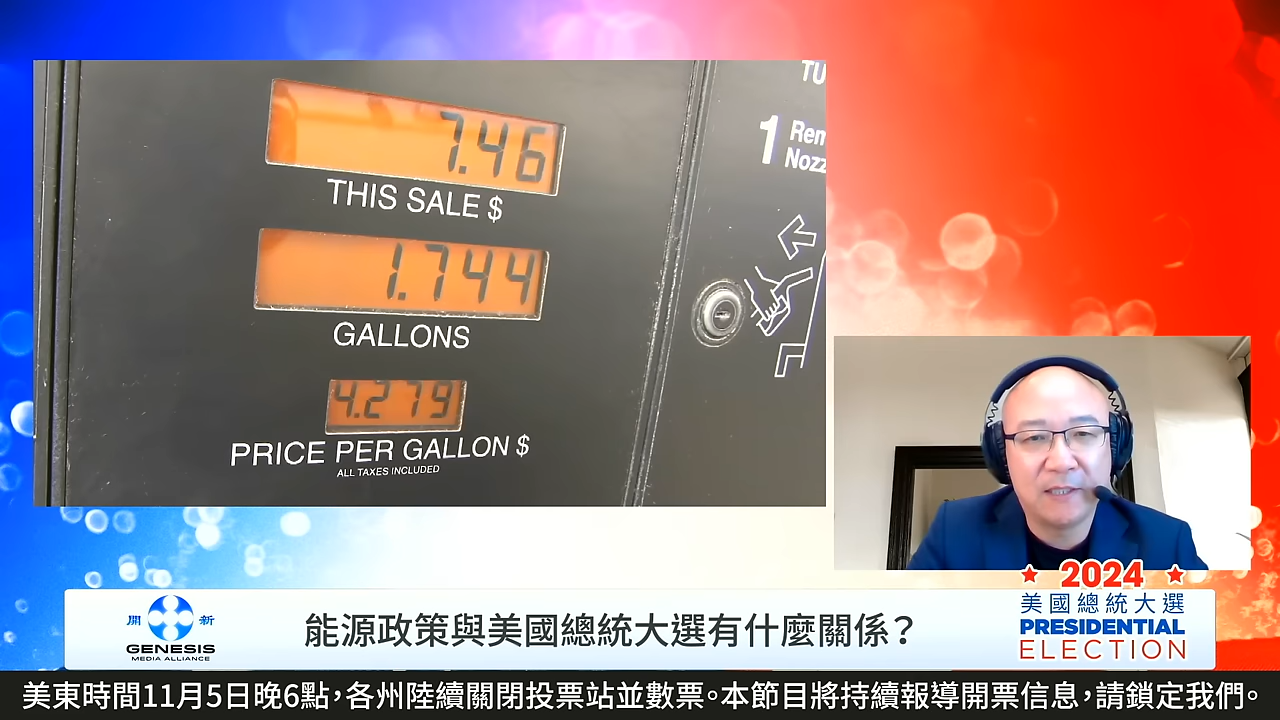 7.46
THIS SALE $
1.744
GALLONS
4.279
PRICE PER GALLON $
ALL TAXES INCLUDED
TU
1 Rem
Nozz
開新
GENESIS
MEDIA ALLIANCE
能源政策與美國總統大選有什麼關係？
2024
美國總統大選
PRESIDENTIAL
ELECTION
美東時間11月5日晚6點，各州陸續關閉投票站並數票。本節目將持續報導開票信息，請鎖定我們。